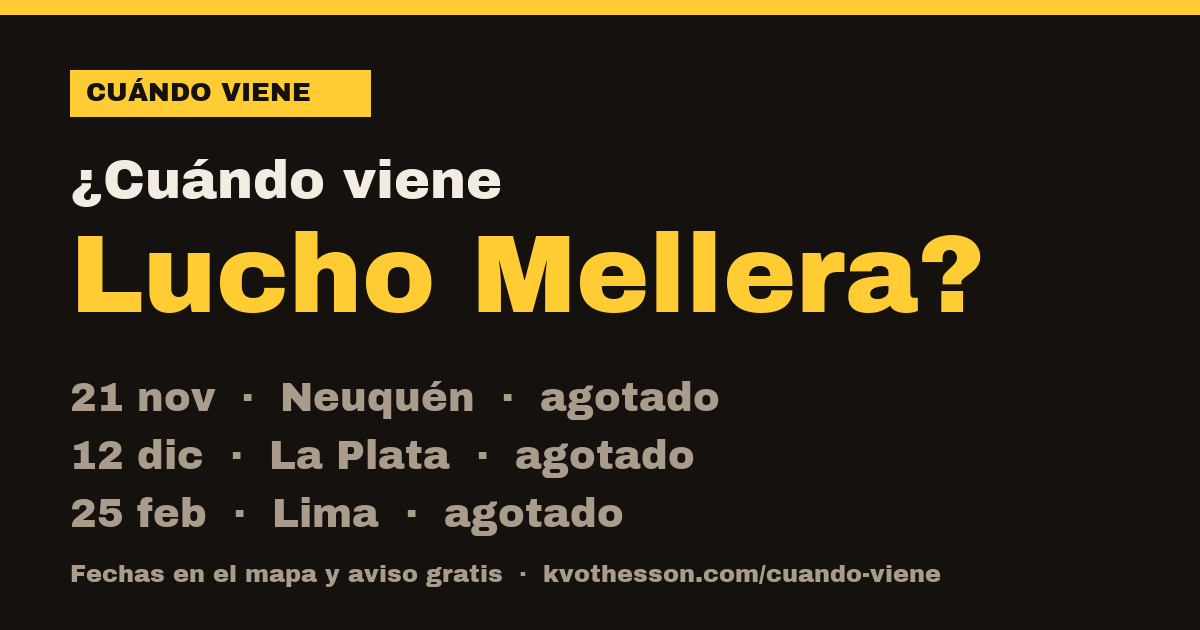 CUÁNDO VIENE
¿Cuándo viene
Lucho Mellera?
21 nov · Neuquén · agotado
12 dic · La Plata · agotado
25 feb · Lima · agotado
Fechas en el mapa y aviso gratis · kvothesson.com/cuando-viene